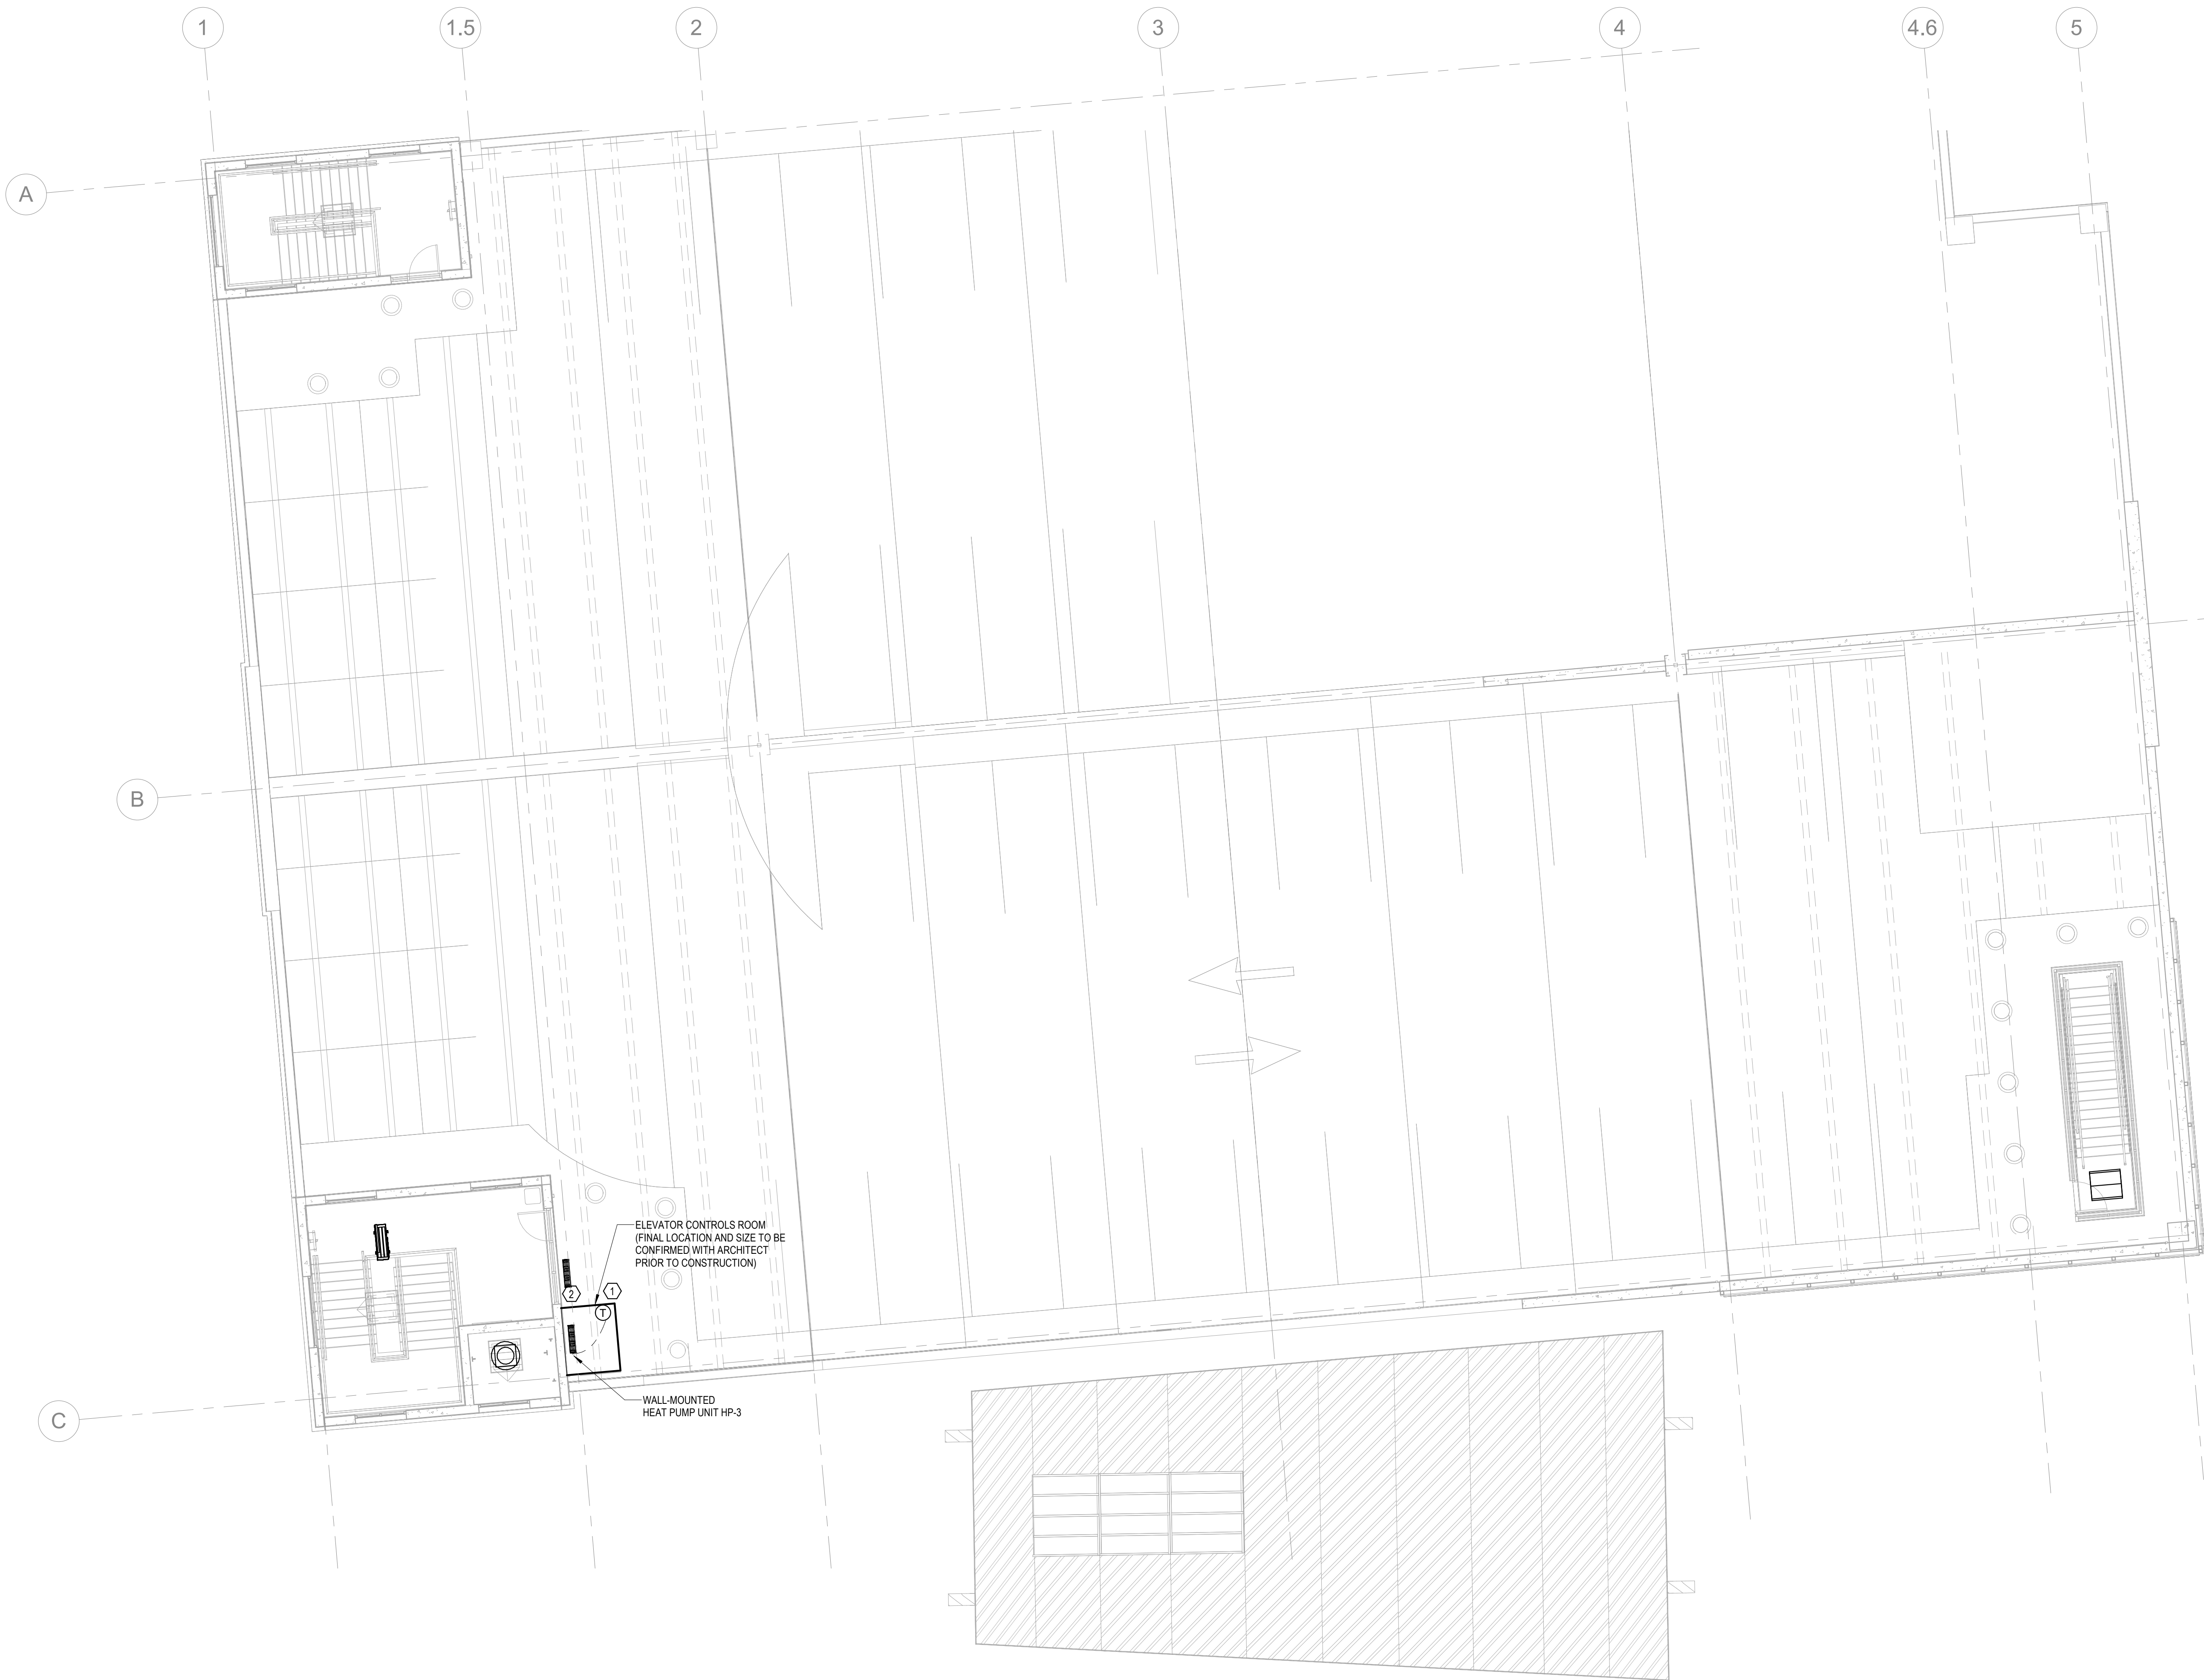 1
1.5
2
3
4
4.6
5
A
B
C
ELEVATOR CONTROLS ROOM
(FINAL LOCATION AND SIZE TO BE
CONFIRMED WITH ARCHITECT
PRIOR TO CONSTRUCTION)
2
1
T
WALL-MOUNTED
HEAT PUMP UNIT HP-3